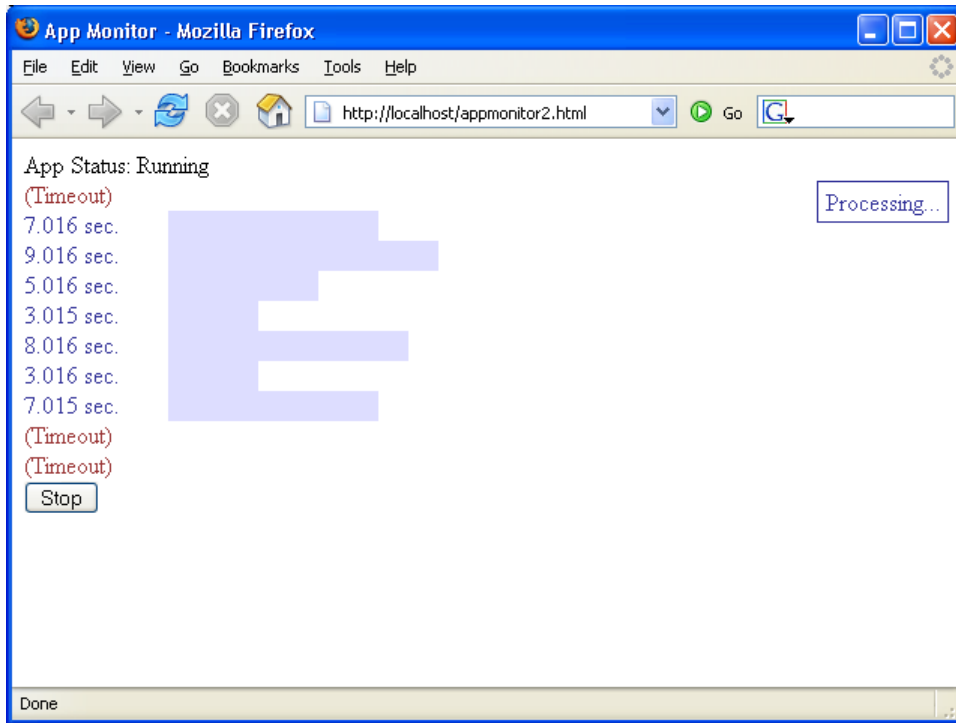 App Monitor - Mozilla Firefox
File Edit View Go Bookmarks Tools Help
http://localhost/appmonitor2.html Go G
App Status: Running
(Timeout)
Processing...
7.016 sec.
9.016 sec.
5.016 sec.
3.015 sec.
8.016 sec.
3.016 sec.
7.015 sec.
(Timeout)
(Timeout)
Stop
Done